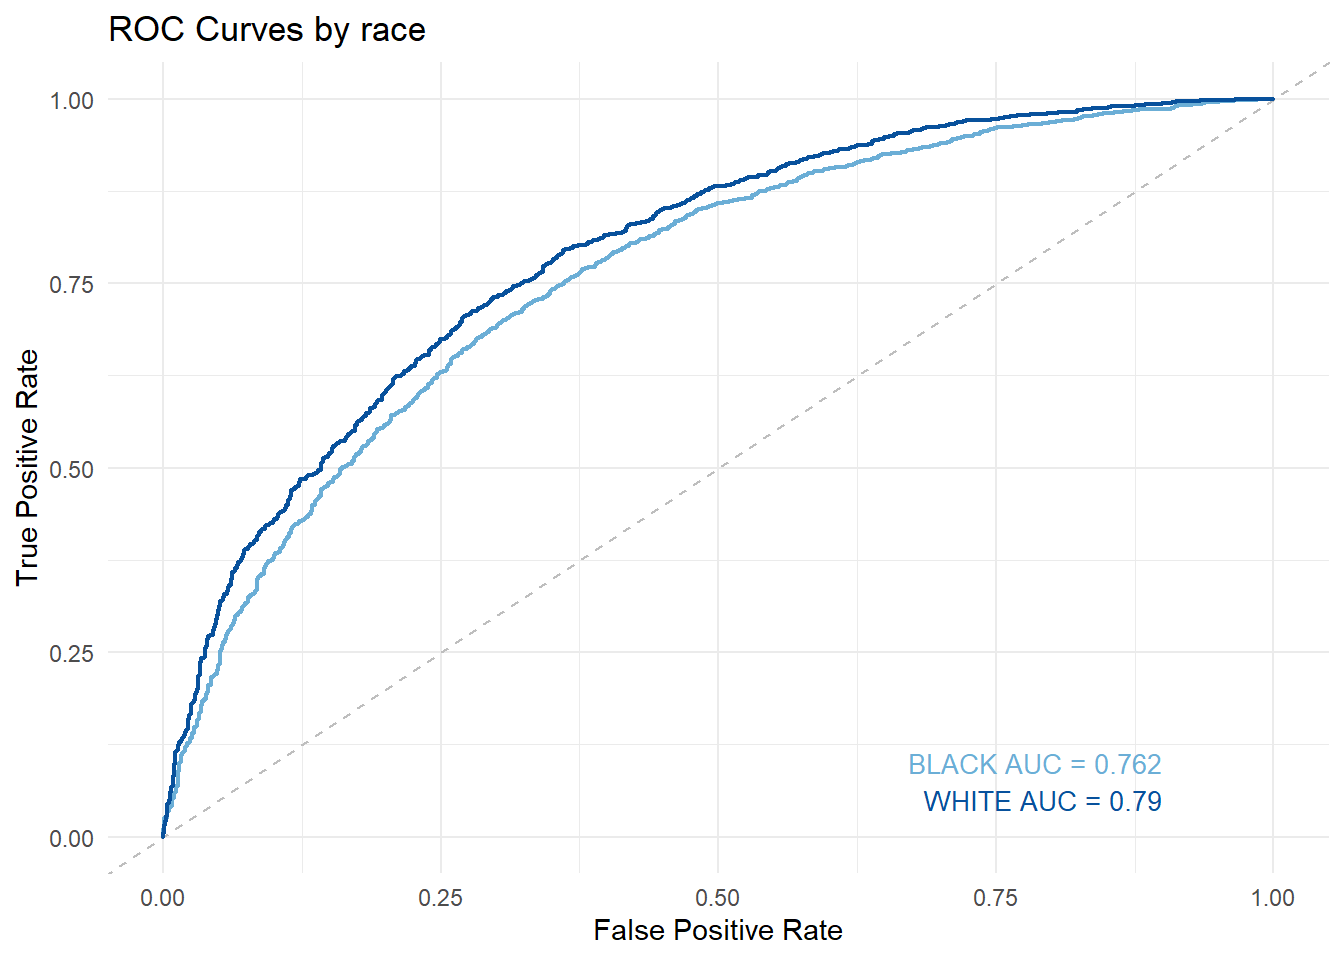 ROC Curves by race
1.00
0.75
0.50
0.25
0.00
True Positive Rate
BLACK AUC = 0.762
WHITE AUC = 0.79
0.00 0.25 0.50 0.75 1.00
False Positive Rate